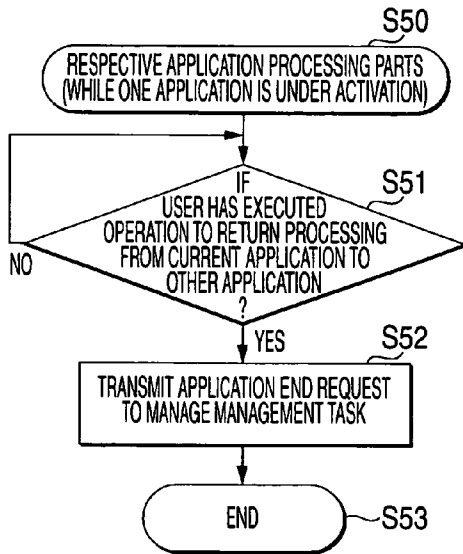 S50
RESPECTIVE APPLICATION PROCESSING PARTS
(WHILE ONE APPLICATION IS UNDER ACTIVATION)
S51
IF
USER HAS EXECUTED
OPERATION TO RETURN PROCESSING
FROM CURRENT APPLICATION TO
OTHER APPLICATION
?
NO
YES
S52
TRANSMIT APPLICATION END REQUEST
TO MANAGE MANAGEMENT TASK
END
S53